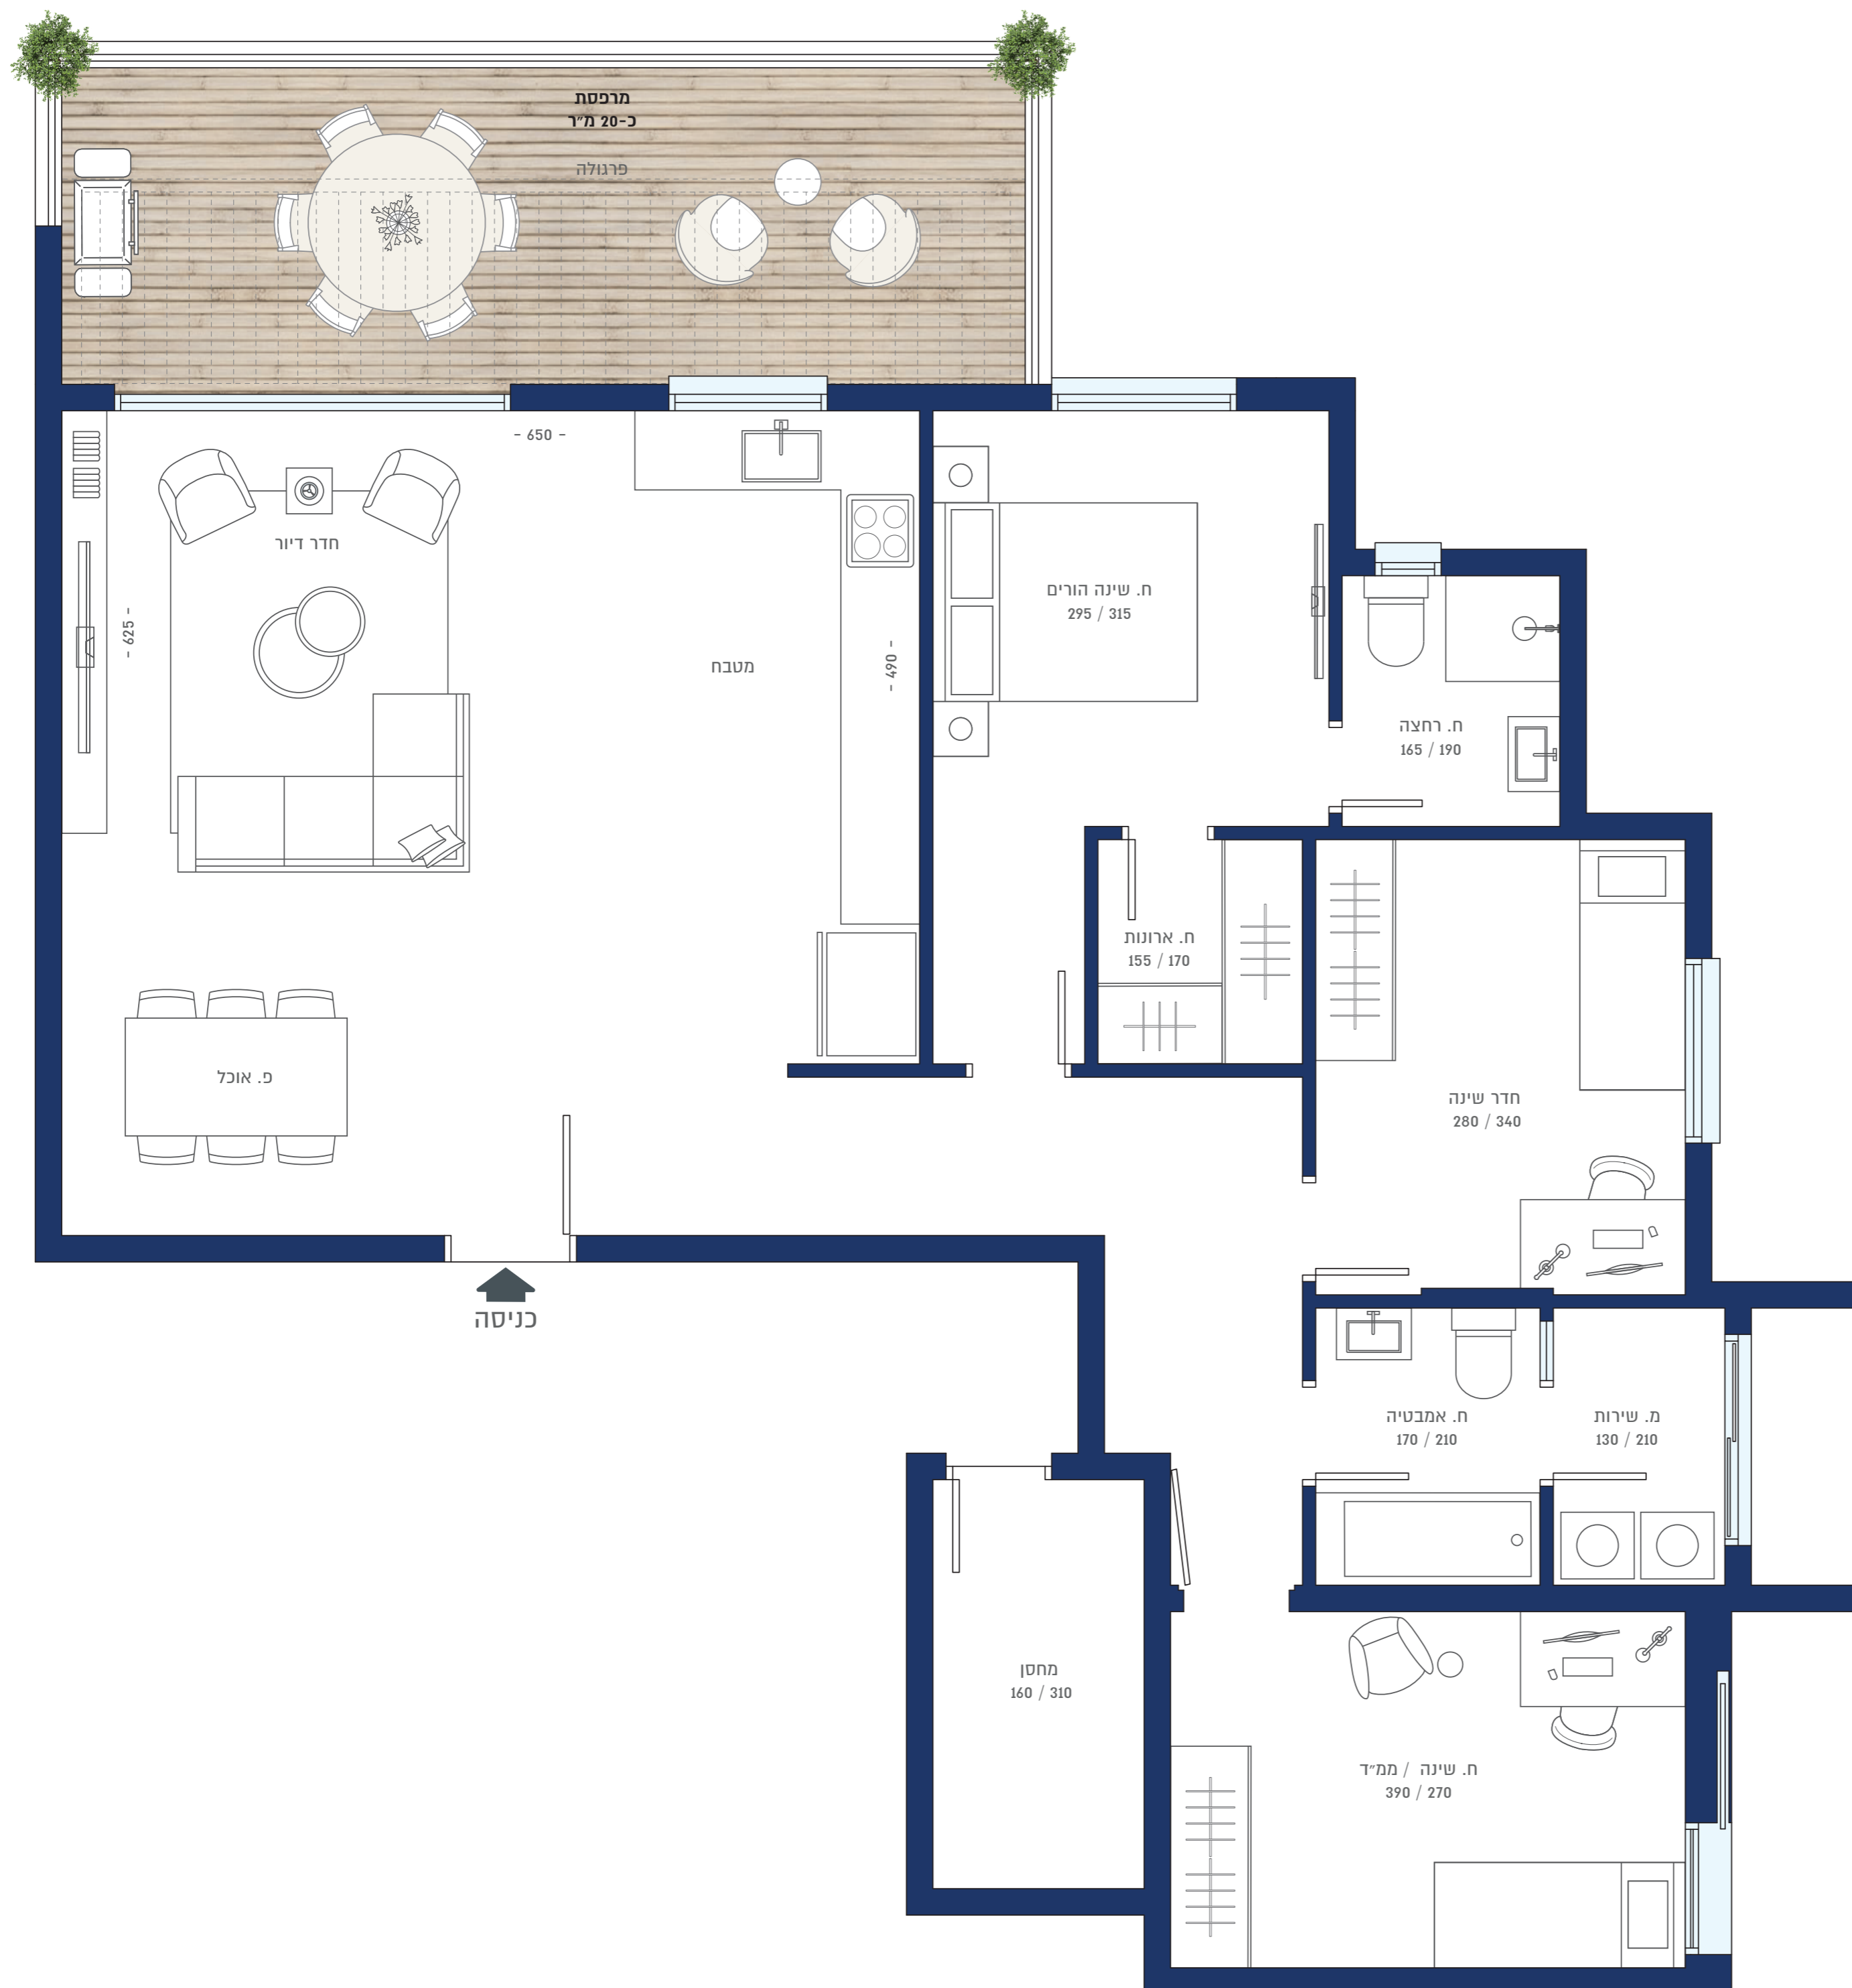 מרפסת
כ-20 מ״ר
פרגולה
- 650 -
חדר דיור
- 625 -
מטבח
- 490 -
ח. שינה הורים
295 / 315
ח. רחצה
165 / 190
ח. ארונות
155 / 170
פ. אוכל
חדר שינה
280 / 340
כניסה
ח. אמבטיה
170 / 210
מ. שירות
130 / 210
מחסן
160 / 310
ח. שינה / ממ״ד
390 / 270